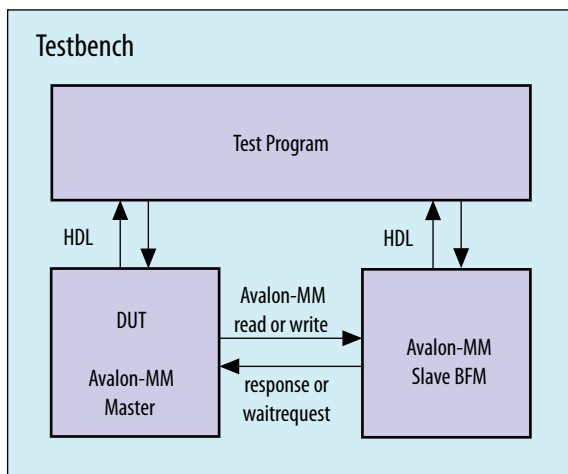 Testbench
Test Program
HDL
HDL
DUT
Avalon-MM
Master
Avalon-MM
read or write
response or
waitrequest
Avalon-MM
Slave BFM